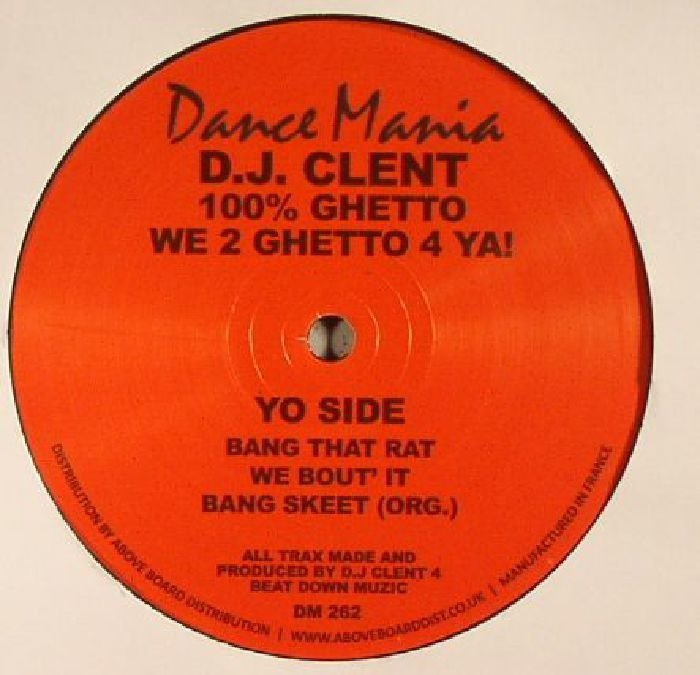 Dance Mania
D.J. CLENT
100% GHETTO
WE 2 GHETTO 4 YA!
YO SIDE
BANG THAT RAT
WE BOUT' IT
BANG SKEET (ORG.)
ALL TRAX MADE AND
PRODUCED BY D.J CLENT 4
BEAT DOWN MUZIC
DM 262
DISTRIBUTION BY ABOVE BOARD DISTRIBUTION | WWW.ABOVEBOARDDIST.CO.UK | MANUFACTURED IN FRANCE